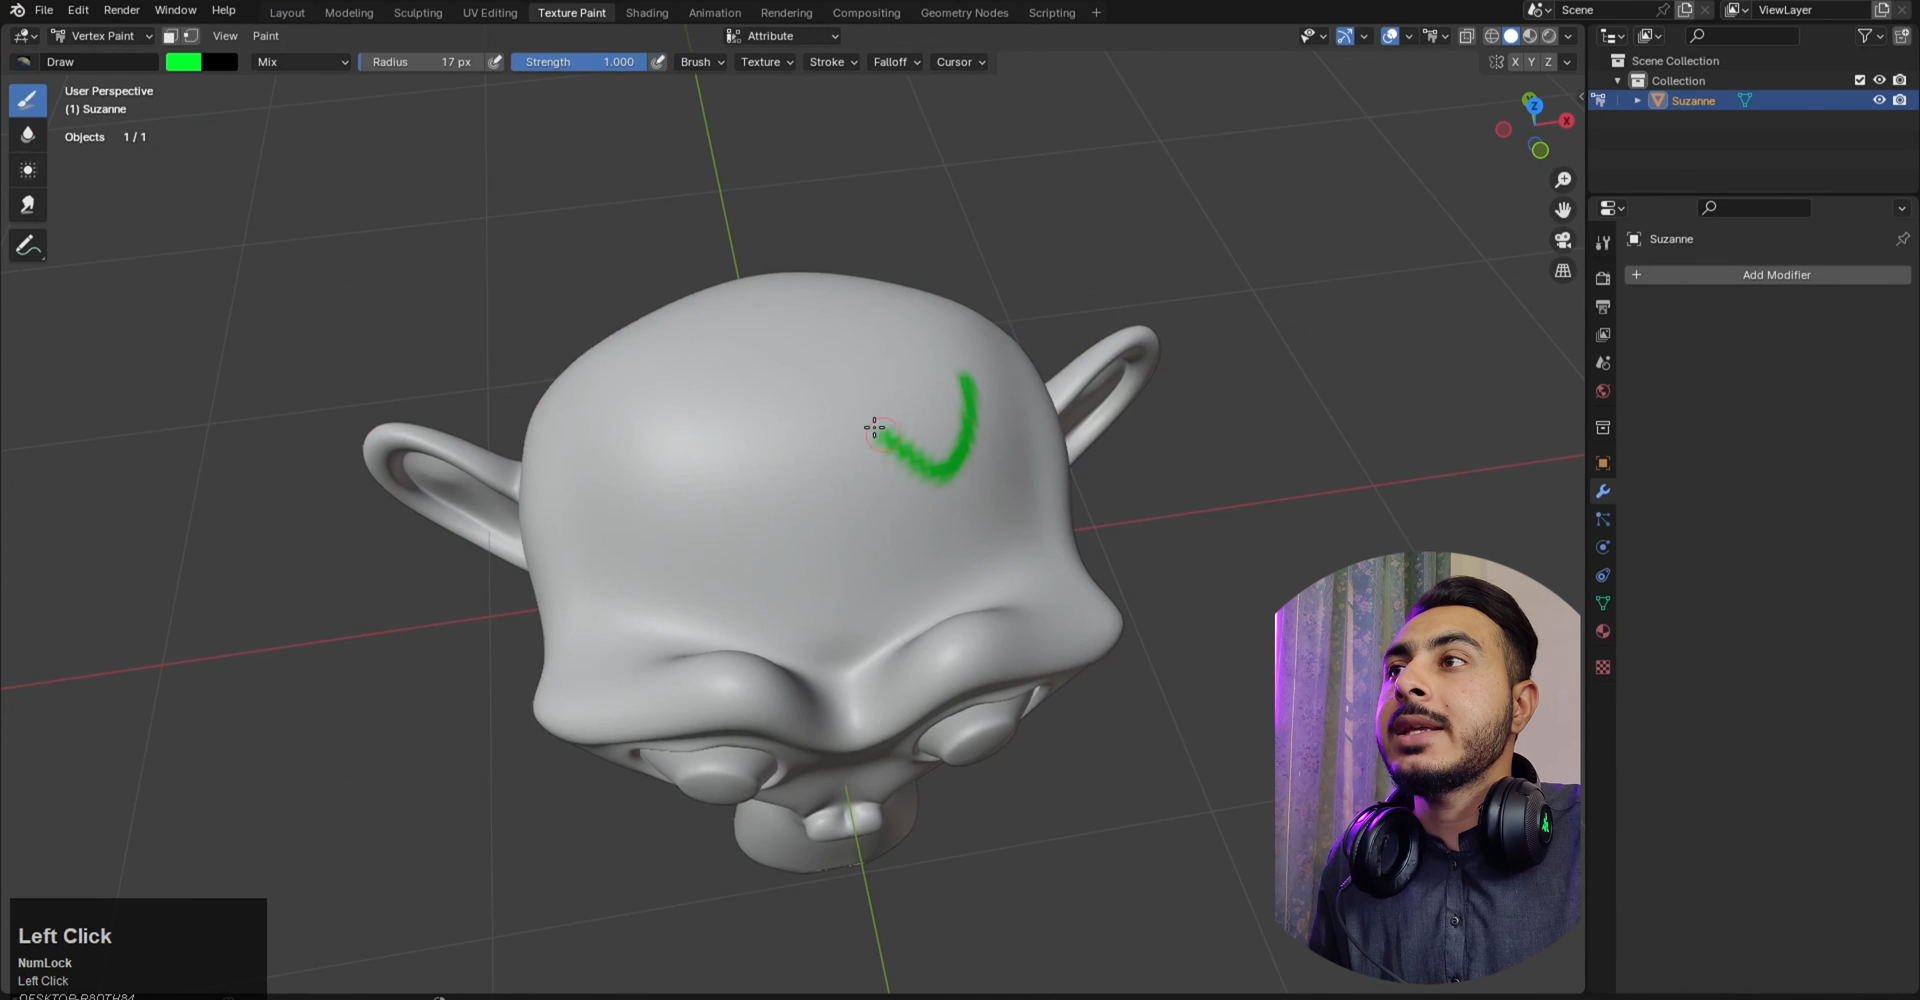 File Edit Render Window Help
Layout Modeling Sculpting UV Editing Texture Paint Shading Animation Rendering Compositing Geometry Nodes Scripting +
Scene
ViewLayer
Vertex Paint View Paint
Attribute
Draw
Mix
Radius 17 px
Strength 1.000
Brush Texture Stroke Falloff Cursor
X Y Z
User Perspective
(1) Suzanne
Objects 1 / 1
Z
X
Scene Collection
Collection
Suzanne
Suzanne
+ Add Modifier
Left Click
NumLock
Left Click